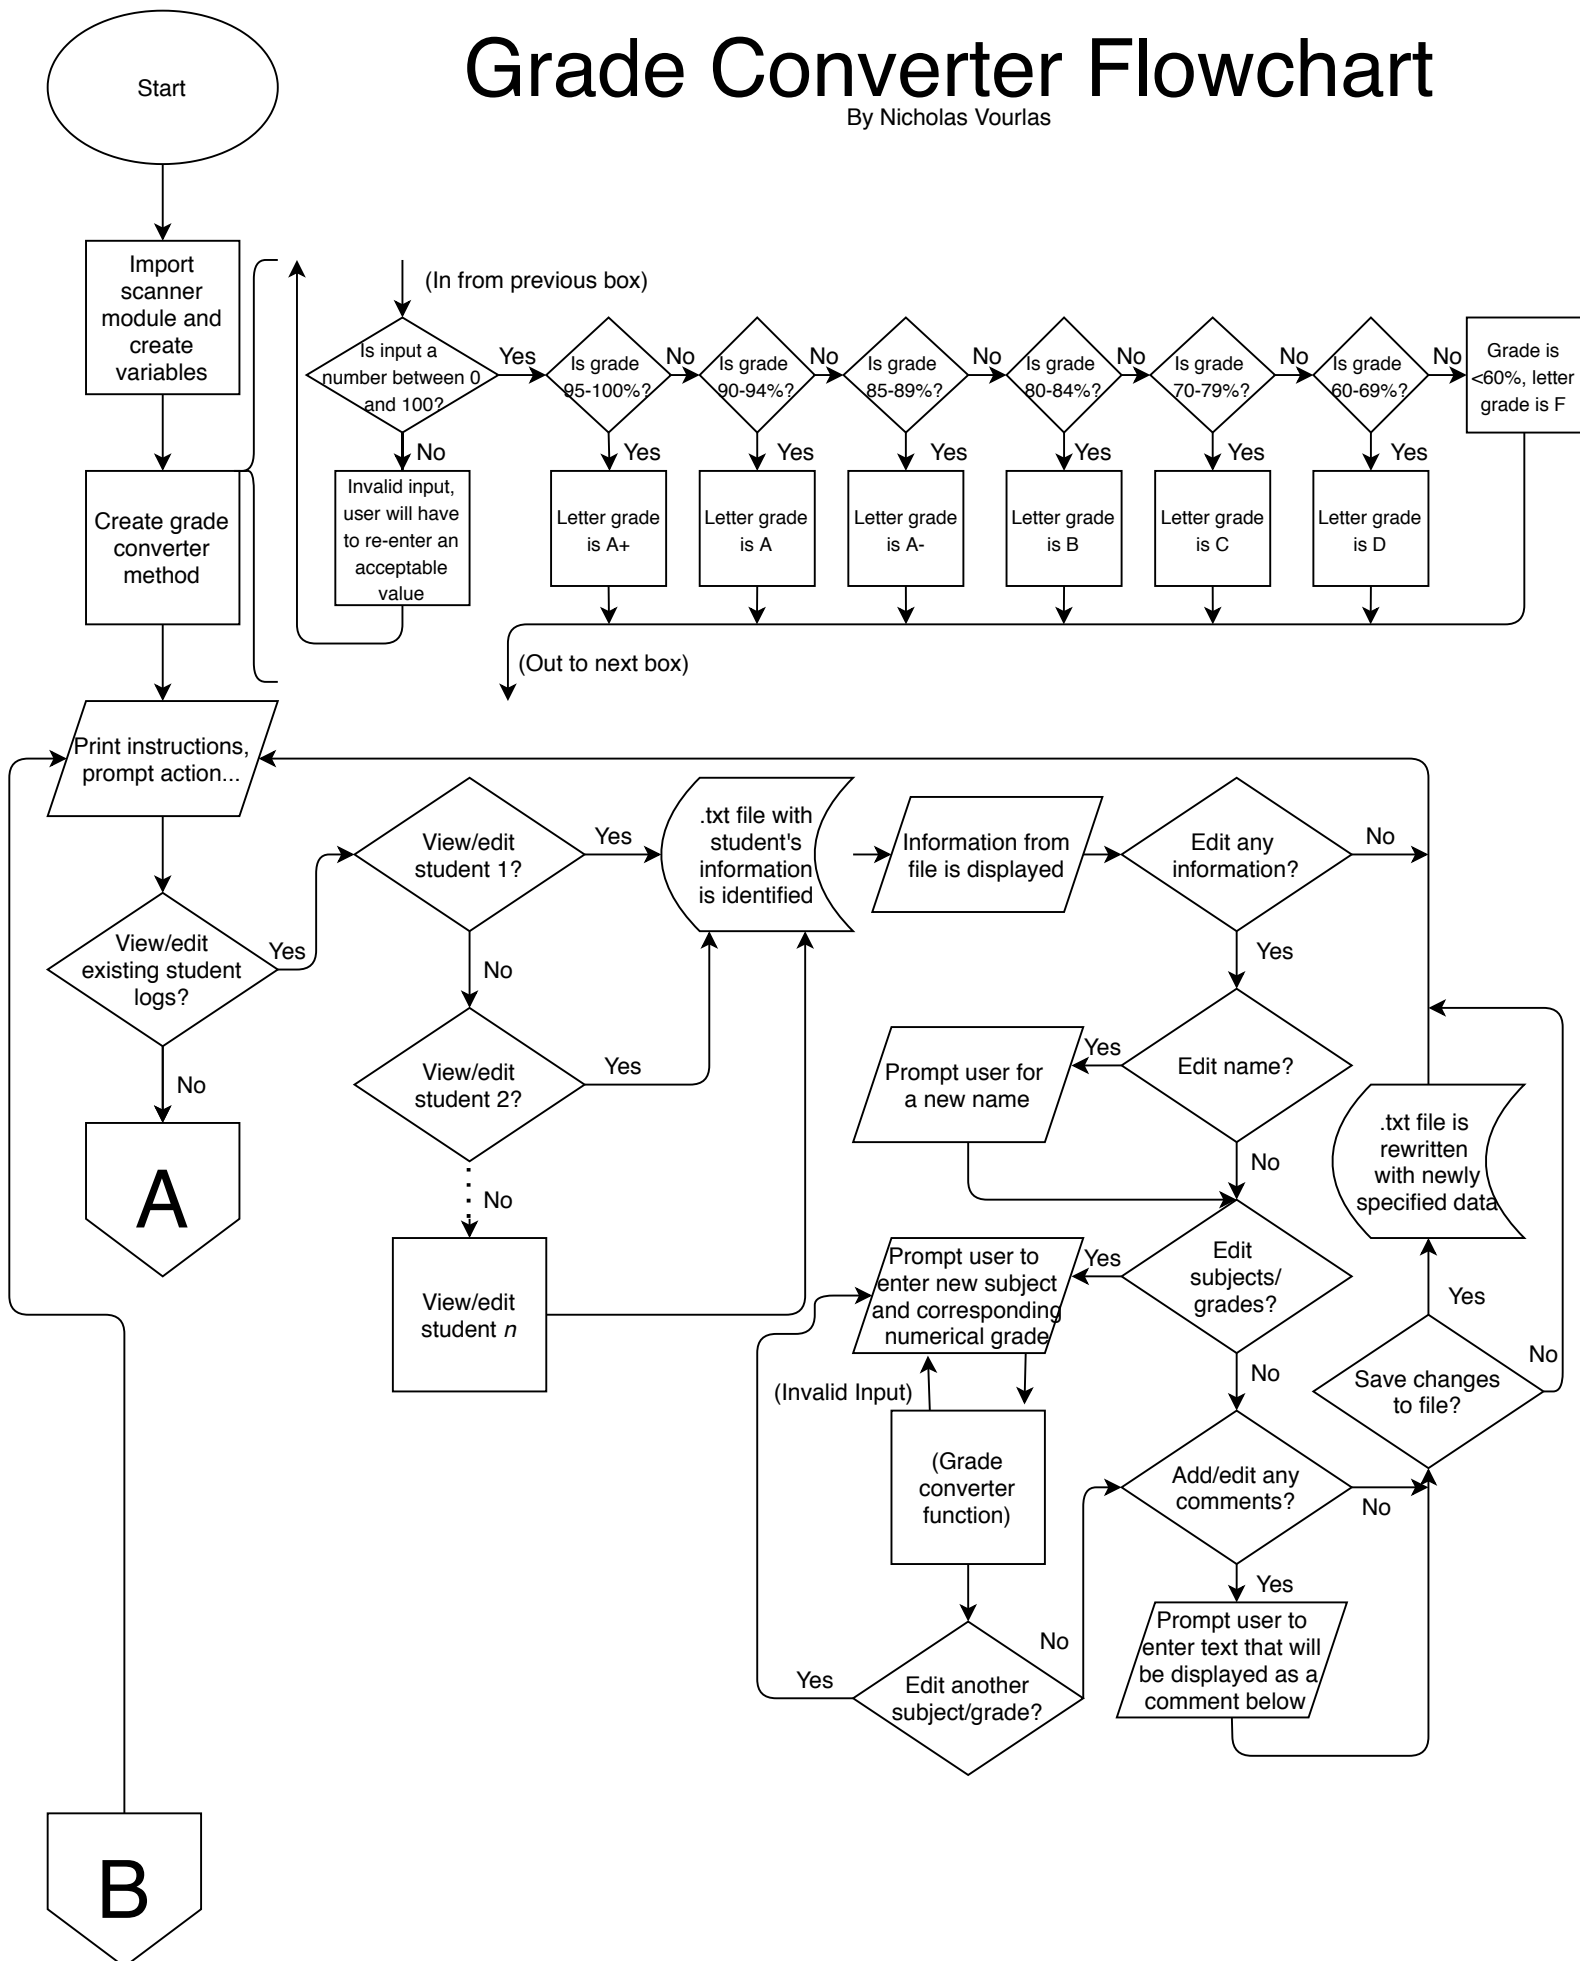 Grade Converter Flowchart
By Nicholas Vourlas
Start
Import
scanner
module and
create
variables
(In from previous box)
Is input a
number between 0
and 100?
Yes
Is grade
95-100%?
No
Is grade
90-94%?
No
Is grade
85-89%?
No
Is grade
80-84%?
No
Is grade
70-79%?
No
Is grade
60-69%?
No
Grade is
<60%, letter
grade is F
No
Yes
Yes
Yes
Yes
Yes
Yes
Create grade
converter
method
Invalid input,
user will have
to re-enter an
acceptable
value
Letter grade
is A+
Letter grade
is A
Letter grade
is A-
Letter grade
is B
Letter grade
is C
Letter grade
is D
(Out to next box)
Print instructions,
prompt action...
View/edit
existing student
logs?
Yes
No
A
View/edit
student 1?
Yes
No
View/edit
student 2?
Yes
No
View/edit
student n
.txt file with
student's
information
is identified
Information from
file is displayed
Edit any
information?
No
Yes
Edit name?
Yes
Prompt user for
a new name
No
Edit
subjects/
grades?
Yes
Prompt user to
enter new subject
and corresponding
numerical grade
(Invalid Input)
(Grade
converter
function)
No
Add/edit any
comments?
No
Yes
Prompt user to
enter text that will
be displayed as a
comment below
Edit another
subject/grade?
Yes
No
.txt file is
rewritten
with newly
specified data
Yes
Save changes
to file?
No
B